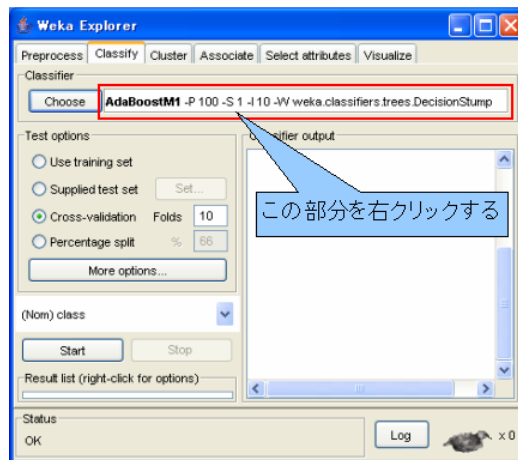 Weka Explorer
Preprocess Classify Cluster Associate Select attributes Visualize
Classifier
Choose AdaBoostM1 -P 100 -S 1 -I 10 -W weka.classifiers.trees.DecisionStump
Test options
Use training set
Supplied test set Set...
Cross-validation Folds 10
Percentage split % 66
More options...
(Nom) class
Start Stop
Result list (right-click for options)
Classifier output
この部分を右クリックする
Status
OK
Log x 0